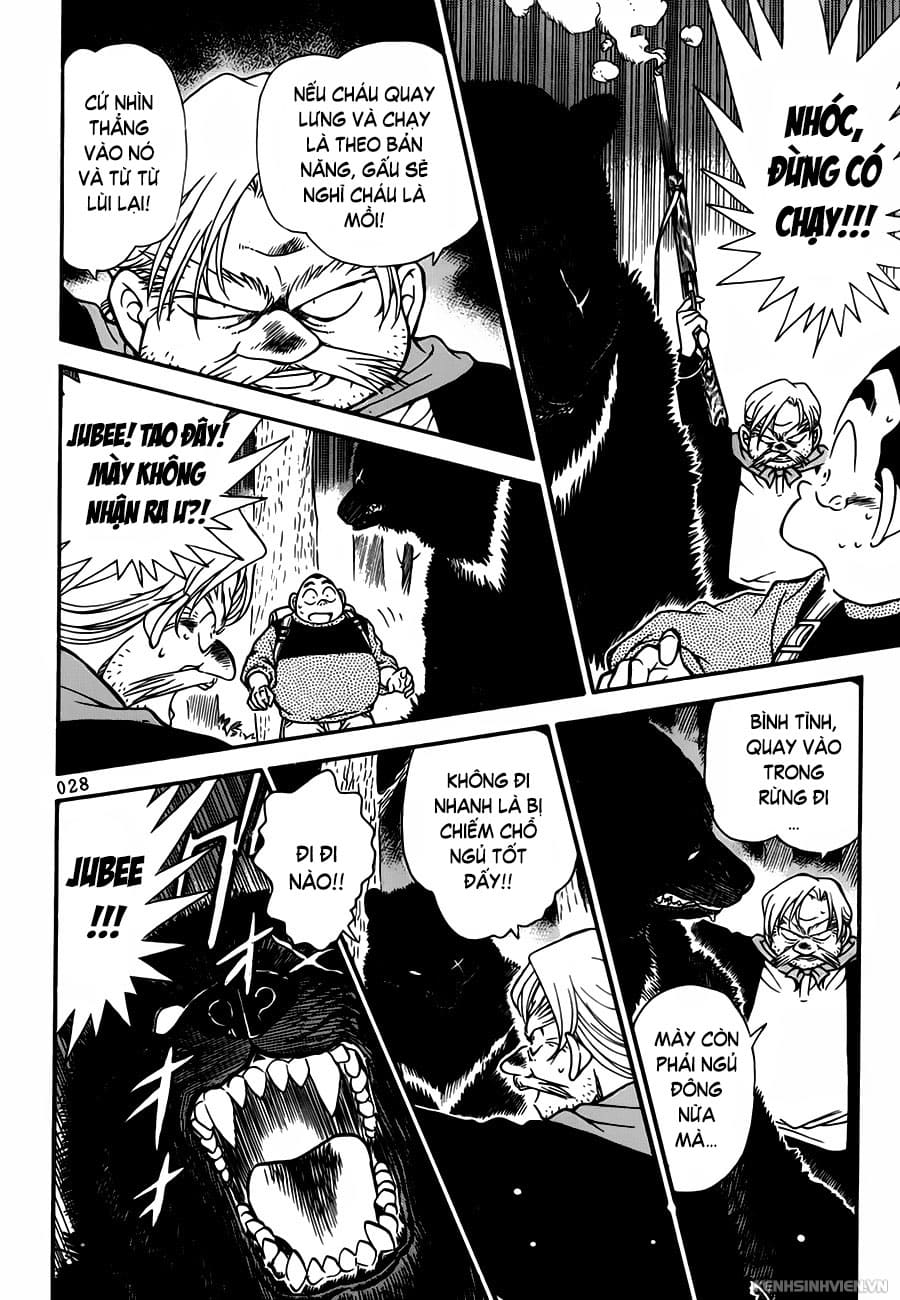 NHÓC,
ĐỪNG CÓ
CHẠY!!!
NẾU CHÁU QUAY
LƯNG VÀ CHẠY
LÀ THEO BẢN
NĂNG, GẤU SẼ
NGHĨ CHÁU LÀ
MỒI!
CỨ NHÌN
THẲNG
VÀO NÓ
VÀ TỪ TỪ
LÙI LẠI!
JUBEE! TAO ĐÂY!
MÀY KHÔNG
NHẬN RA Ư?!
BÌNH TĨNH,
QUAY VÀO
TRONG
RỪNG ĐI
...
MÀY CÒN
PHẢI NGỦ
ĐÔNG
NỮA
MÀ...
KHÔNG ĐI
NHANH LÀ BỊ
CHIẾM CHỖ
NGỦ TỐT
ĐẤY!!
ĐI ĐI
NÀO!!
JUBEE
!!!
028
KENHSINHVIEN.VN